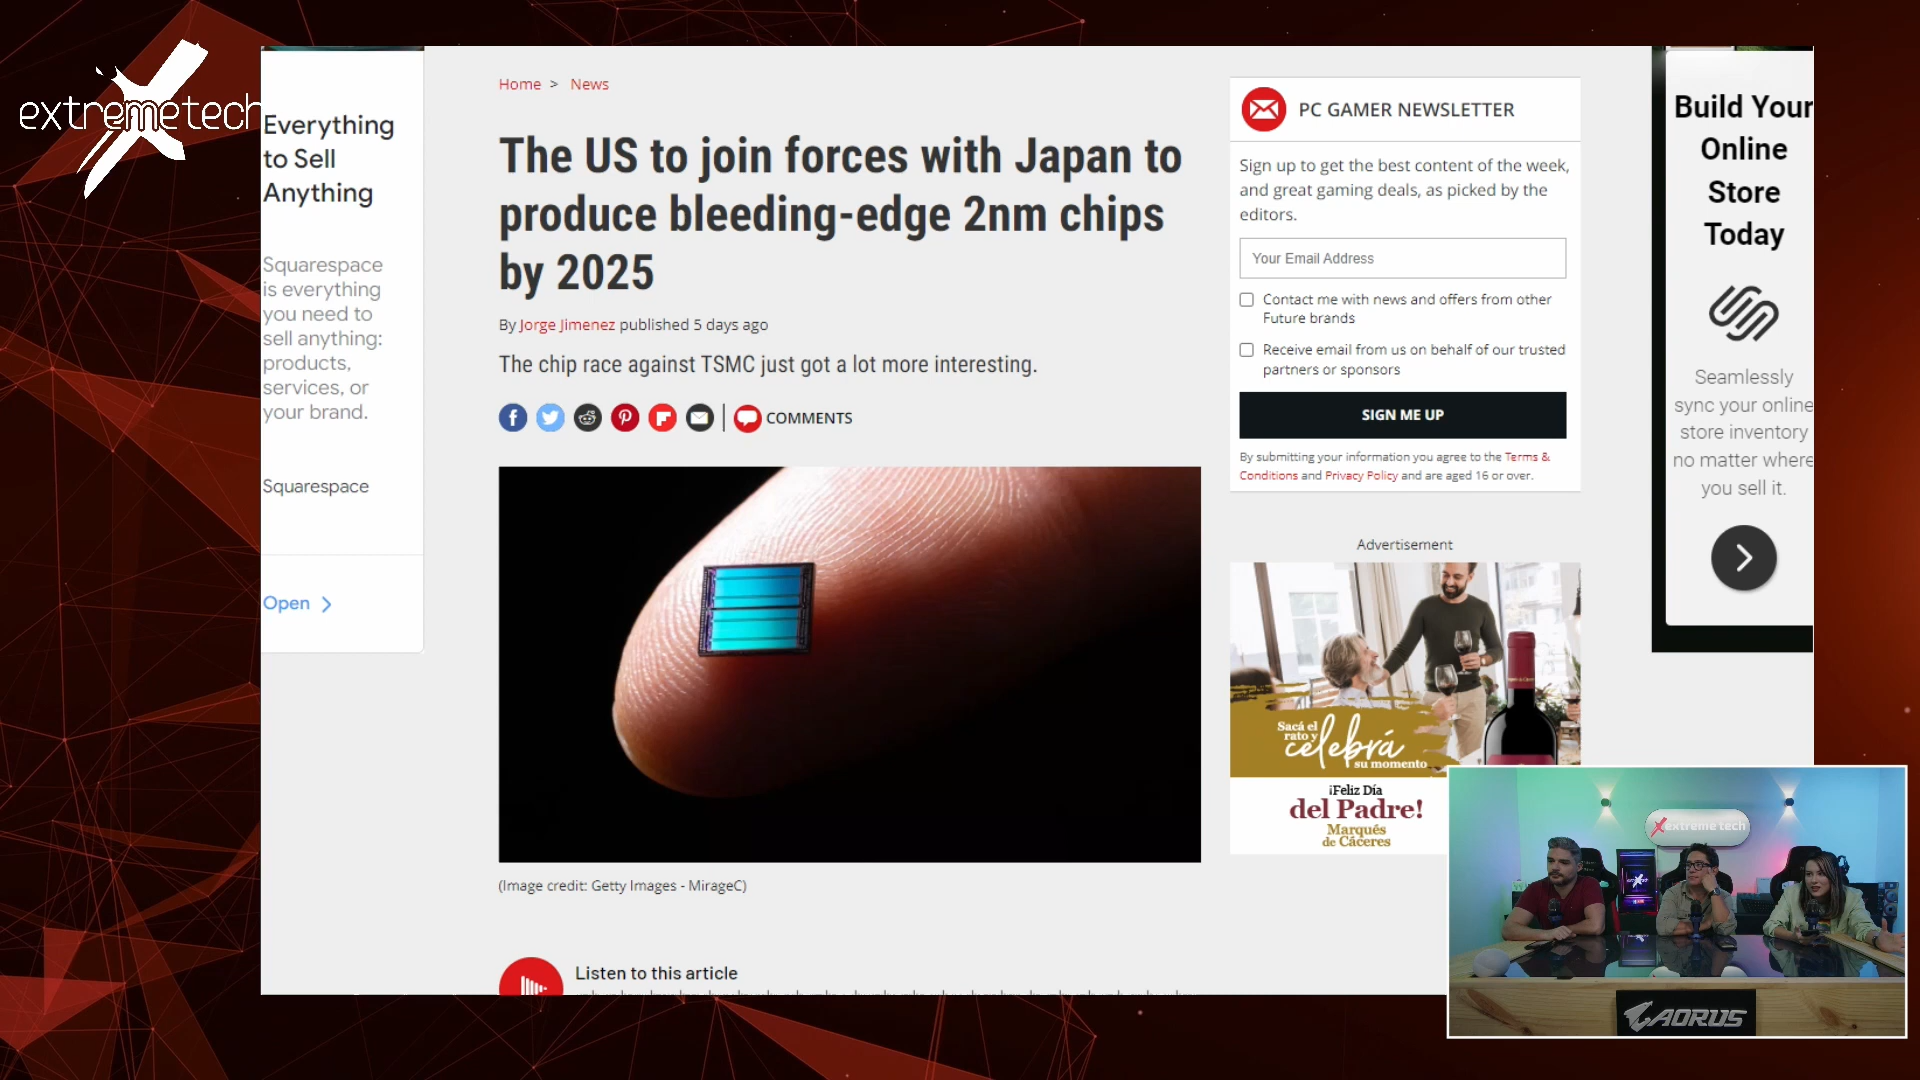 extremetech
Everything
to Sell
Anything
Squarespace
is everything
you need to
sell anything:
products,
services, or
your brand.
Squarespace
Open
Home > News
The US to join forces with Japan to
produce bleeding-edge 2nm chips
by 2025
By Jorge Jimenez published 5 days ago
The chip race against TSMC just got a lot more interesting.
COMMENTS
(Image credit: Getty Images - MirageC)
Listen to this article
PC GAMER NEWSLETTER
Sign up to get the best content of the week,
and great gaming deals, as picked by the
editors.
Your Email Address
Contact me with news and offers from other
Future brands
Receive email from us on behalf of our trusted
partners or sponsors
SIGN ME UP
By submitting your information you agree to the Terms &
Conditions and Privacy Policy and are aged 16 or over.
Advertisement
Sacá el
rato y
celebrá
su momento
¡Feliz Día
del Padre!
Marqués
de Cáceres
Build Your
Online
Store
Today
Seamlessly
sync your online
store inventory
no matter where
you sell it.
extreme tech
AORUS